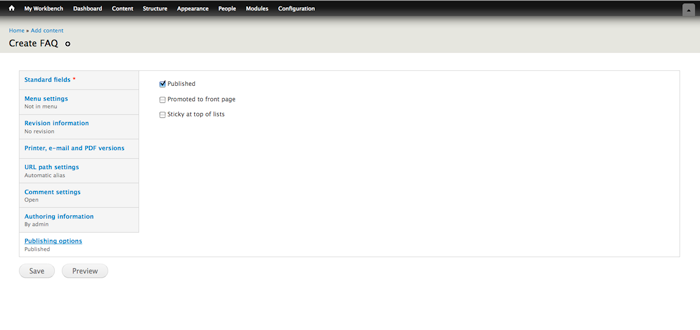 My Workbench Dashboard Content Structure Appearance People Modules Configuration
Home » Add content
Create FAQ
Standard fields *
Published
Menu settings
Not in menu
Promoted to front page
Sticky at top of lists
Revision information
No revision
Printer, e-mail and PDF versions
URL path settings
Automatic alias
Comment settings
Open
Authoring information
By admin
Publishing options
Published
Save Preview